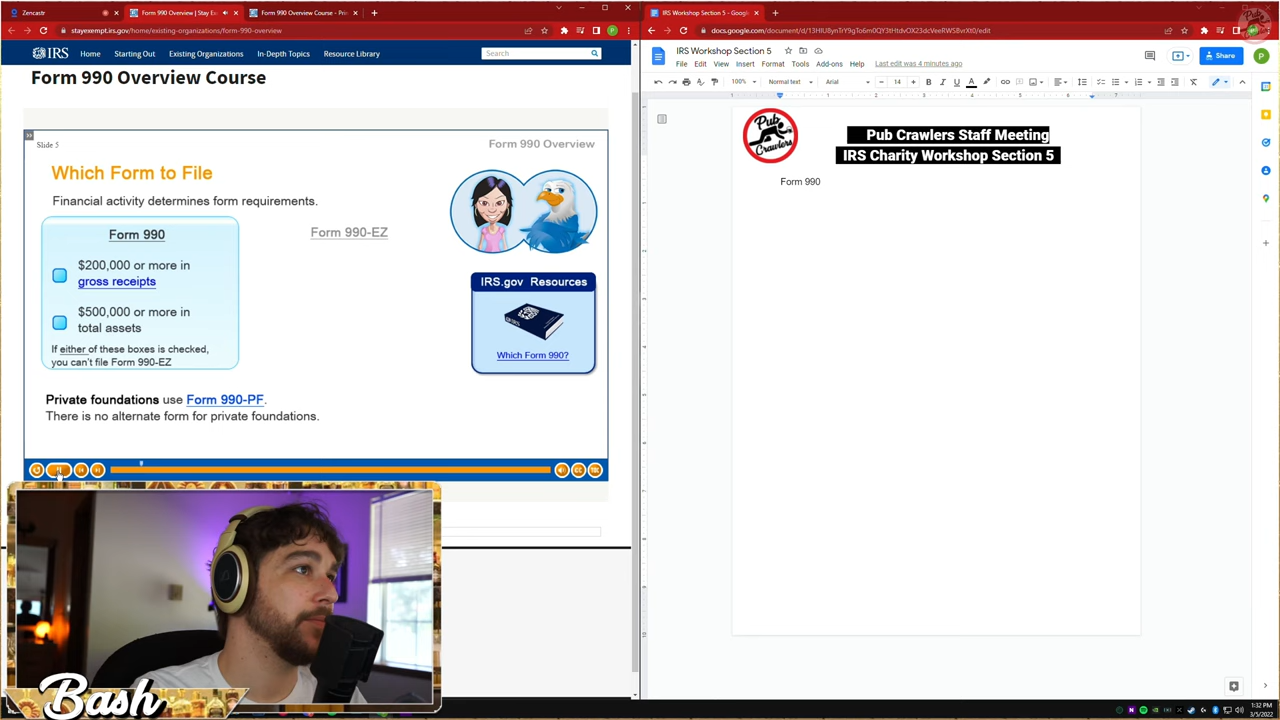 Zencastr
Form 990 Overview | Stay Ex
Form 990 Overview Course - Pri
stayexempt.irs.gov/home/existing-organizations/form-990-overview
IRS
Home
Starting Out
Existing Organizations
In-Depth Topics
Resource Library
Search
Form 990 Overview Course
Slide 5
Form 990 Overview
Which Form to File
Financial activity determines form requirements.
Form 990
$200,000 or more in
gross receipts
$500,000 or more in
total assets
If either of these boxes is checked,
you can't file Form 990-EZ
Form 990-EZ
IRS.gov Resources
Which Form 990?
Private foundations use Form 990-PF.
There is no alternate form for private foundations.
CC
Bash
IRS Workshop Section 5 - Google
IRS Workshop Section 5
File Edit View Insert Format Tools Add-ons Help
Last edit was 4 minutes ago
Share
100%
Normal text
Arial
14
Pub Crawlers
Pub Crawlers Staff Meeting
IRS Charity Workshop Section 5
Form 990
1:32 PM
3/5/2022